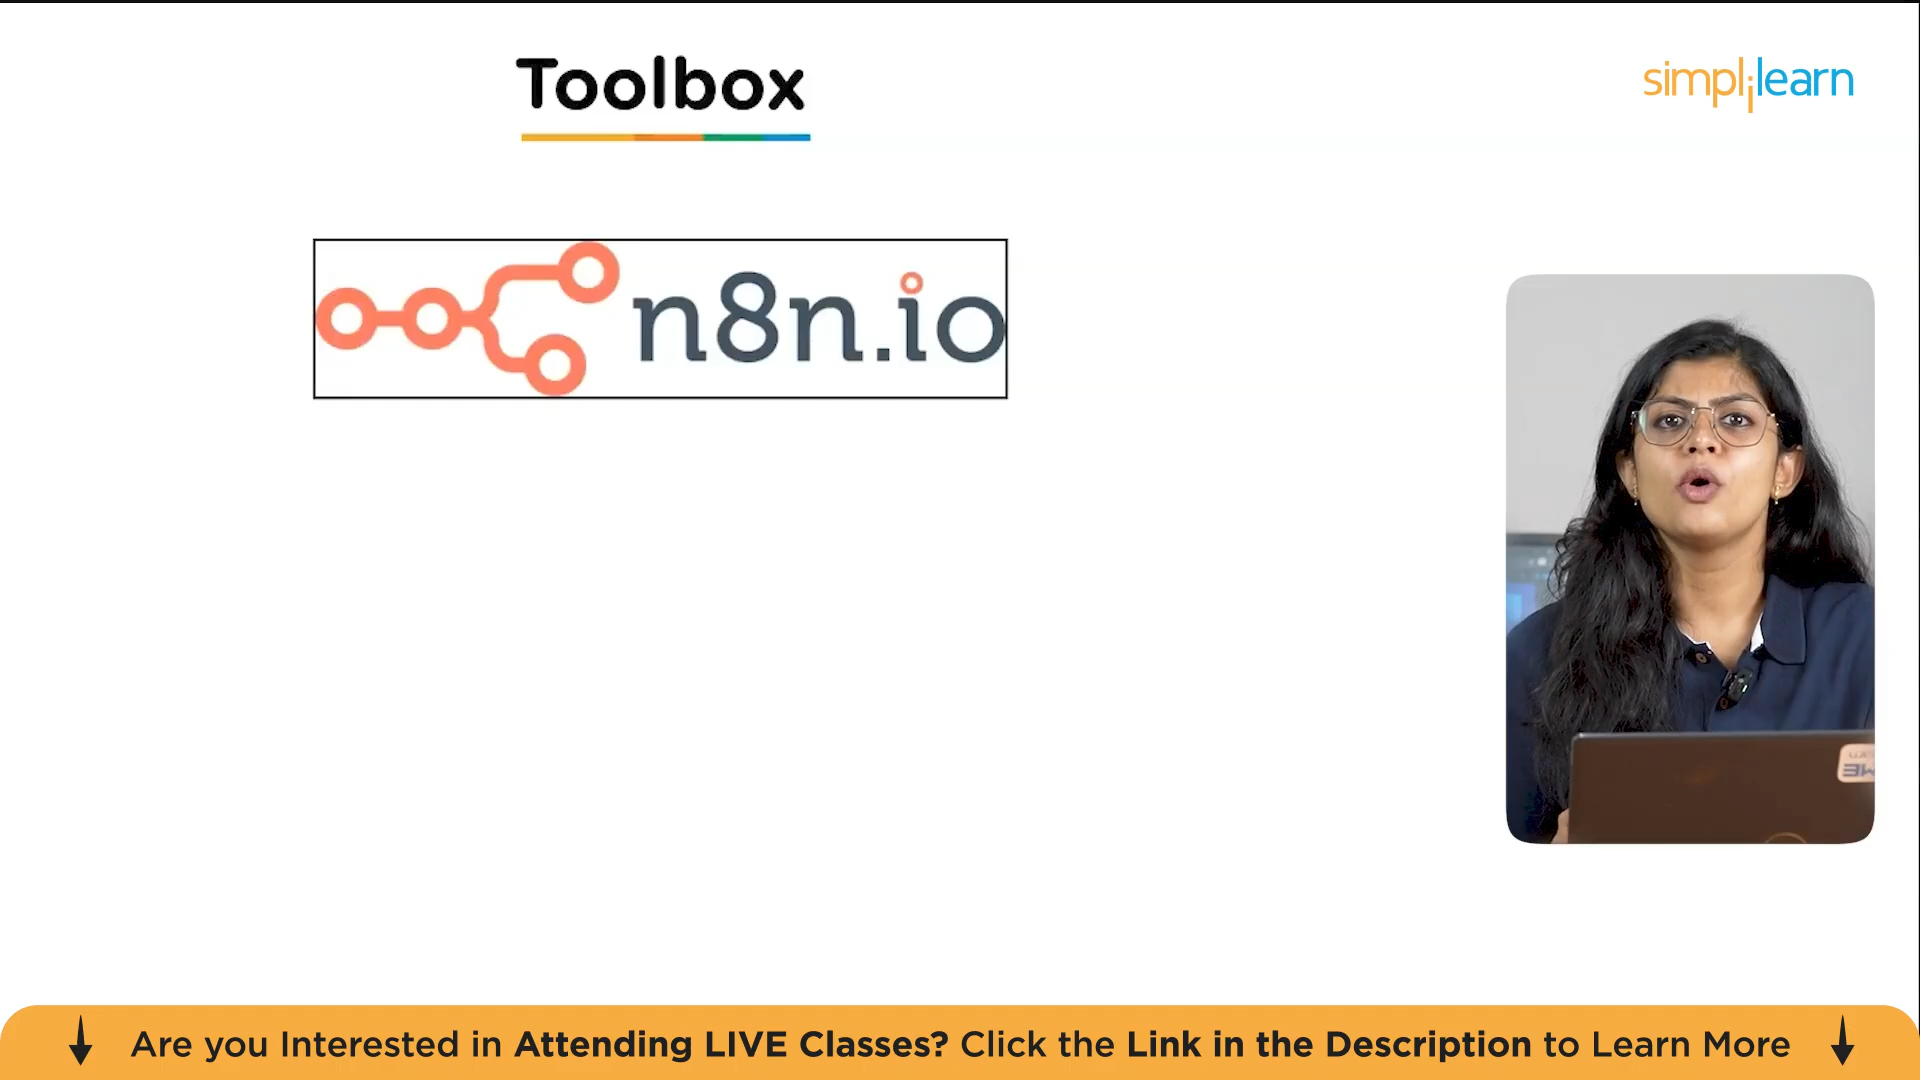 Toolbox
simplilearn
n8n.io
Are you Interested in Attending LIVE Classes? Click the Link in the Description to Learn More